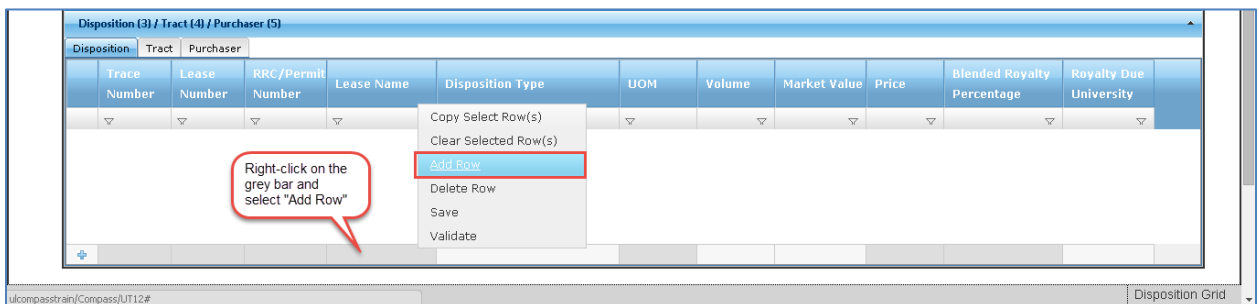 Disposition (3) / Tract (4) / Purchaser (5)
Disposition Tract Purchaser
Trace Number Lease Number RRC/Permit Number Lease Name Disposition Type UOM Volume Market Value Price Blended Royalty Percentage Royalty Due University
Copy Select Row(s)
Clear Selected Row(s)
Add Row
Delete Row
Save
Validate
Right-click on the
grey bar and
select "Add Row"
ulcompasstrain/Compass/UT12#
Disposition Grid